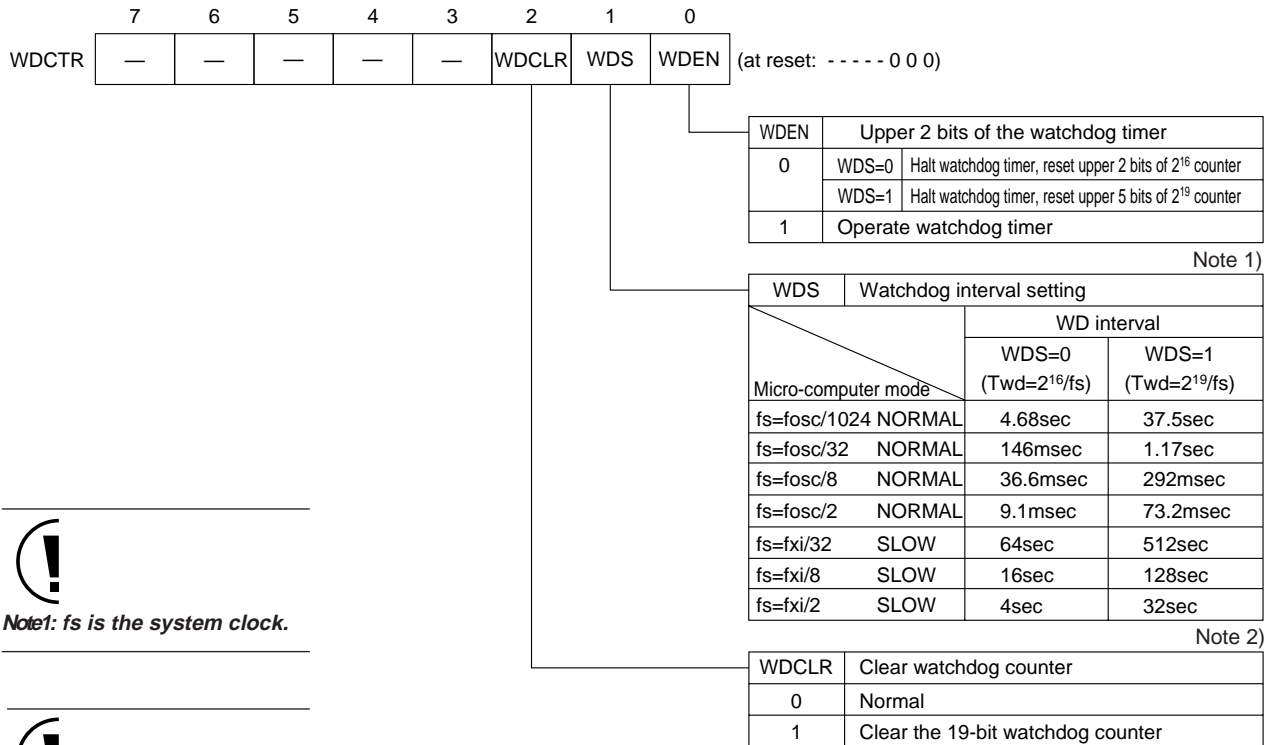 7 6 5 4 3 2 1 0
WDCTR — — — — — WDCLR WDS WDEN (at reset: - - - - - 0 0 0)
WDEN Upper 2 bits of the watchdog timer
0 WDS=0 Halt watchdog timer, reset upper 2 bits of 2¹⁶ counter
WDS=1 Halt watchdog timer, reset upper 5 bits of 2¹⁹ counter
1 Operate watchdog timer
Note 1)
WDS Watchdog interval setting
WD interval
WDS=0 WDS=1
Micro-computer mode (Twd=2¹⁶/fs) (Twd=2¹⁹/fs)
fs=fosc/1024 NORMAL 4.68sec 37.5sec
fs=fosc/32 NORMAL 146msec 1.17sec
fs=fosc/8 NORMAL 36.6msec 292msec
fs=fosc/2 NORMAL 9.1msec 73.2msec
fs=fxi/32 SLOW 64sec 512sec
fs=fxi/8 SLOW 16sec 128sec
fs=fxi/2 SLOW 4sec 32sec
!
Note1: fs is the system clock.
Note 2)
WDCLR Clear watchdog counter
0 Normal
1 Clear the 19-bit watchdog counter